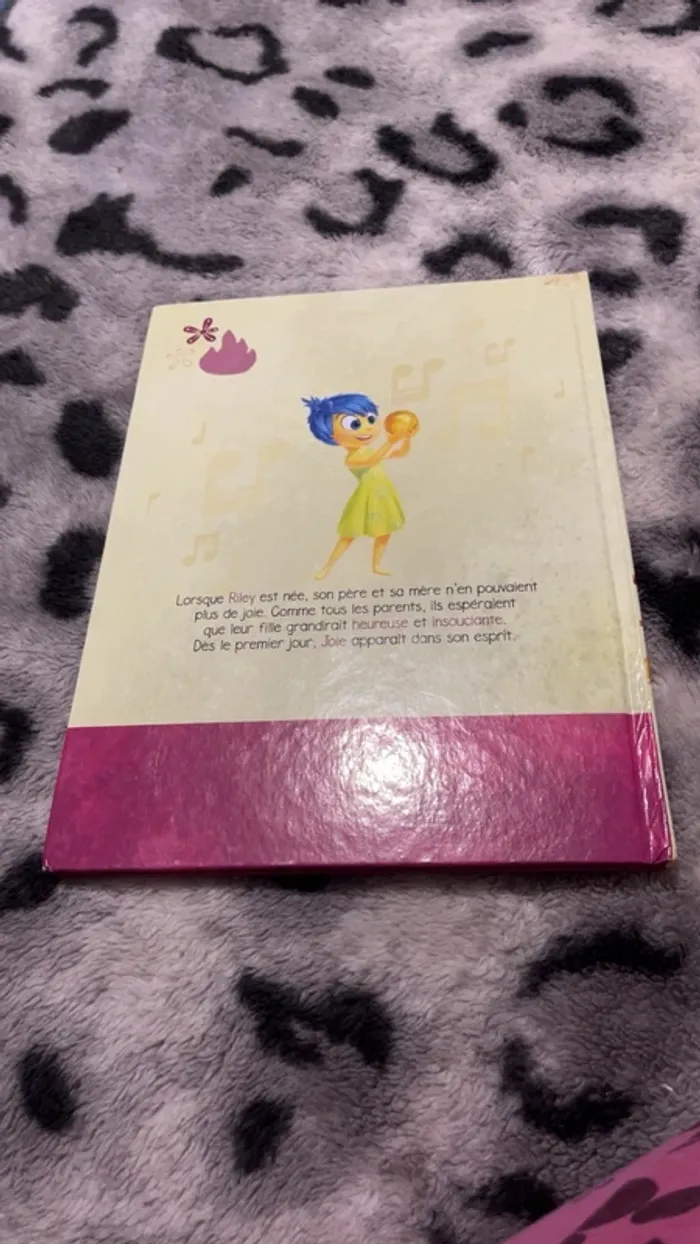 Lorsque Riley est née, son père et sa mère n'en pouvaient
plus de joie. Comme tous les parents, ils espéraient
que leur fille grandirait heureuse et insouciante.
Dès le premier jour, Joie apparaît dans son esprit.